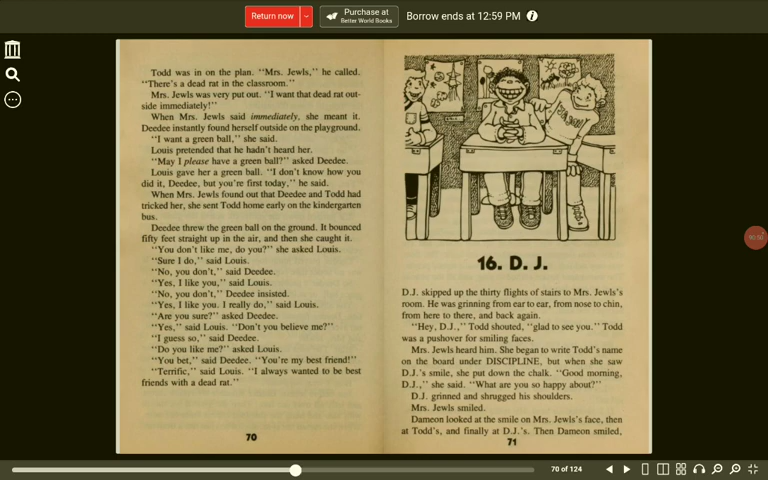 Return now
Purchase at
Better World Books
Borrow ends at 12:59 PM
Todd was in on the plan. "Mrs. Jewls," he called.
"There's a dead rat in the classroom."
Mrs. Jewls was very put out. "I want that dead rat out-
side immediately!"
When Mrs. Jewls said immediately, she meant it.
Deedee instantly found herself outside on the playground.
"I want a green ball," she said.
Louis pretended that he hadn't heard her.
"May I please have a green ball?" asked Deedee.
Louis gave her a green ball. "I don't know how you
did it, Deedee, but you're first today," he said.
When Mrs. Jewls found out that Deedee and Todd had
tricked her, she sent Todd home early on the kindergarten
bus.
Deedee threw the green ball on the ground. It bounced
fifty feet straight up in the air, and then she caught it.
"You don't like me, do you?" she asked Louis.
"Sure I do," said Louis.
"No, you don't," said Deedee.
"Yes, I like you," said Louis.
"No, you don't," Deedee insisted.
"Yes, I like you. I really do," said Louis.
"Are you sure?" asked Deedee.
"Yes," said Louis. "Don't you believe me?"
"I guess so," said Deedee.
"Do you like me?" asked Louis.
"You bet," said Deedee. "You're my best friend!"
"Terrific," said Louis. "I always wanted to be best
friends with a dead rat."
70
16. D. J.
D.J. skipped up the thirty flights of stairs to Mrs. Jewls's
room. He was grinning from ear to ear, from nose to chin,
from here to there, and back again.
"Hey, D.J.," Todd shouted, "glad to see you." Todd
was a pushover for smiling faces.
Mrs. Jewls heard him. She began to write Todd's name
on the board under DISCIPLINE, but when she saw
D.J.'s smile, she put down the chalk. "Good morning,
D.J.," she said. "What are you so happy about?"
D.J. grinned and shrugged his shoulders.
Mrs. Jewls smiled.
Dameon looked at the smile on Mrs. Jewls's face, then
at Todd's, and finally at D.J.'s. Then Dameon smiled,
71
70 of 124